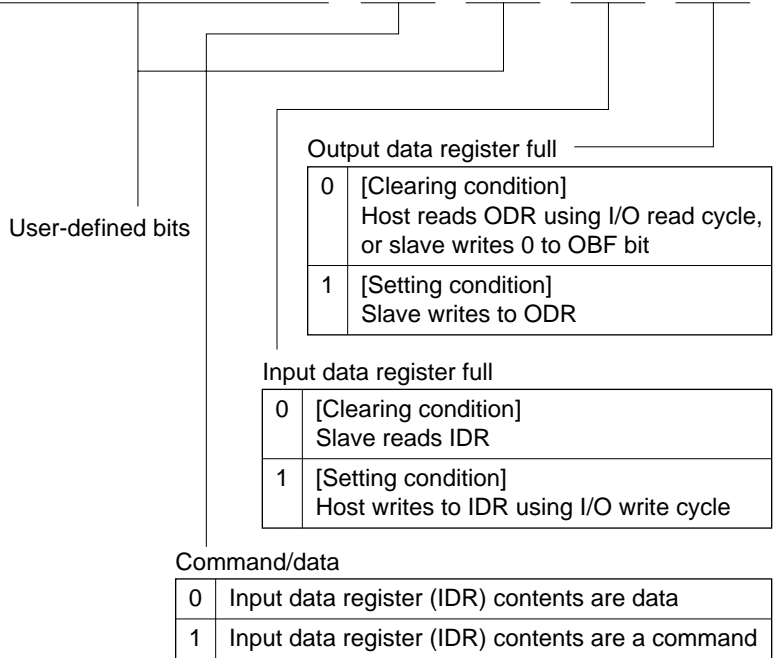 Output data register full
0 [Clearing condition]
Host reads ODR using I/O read cycle,
or slave writes 0 to OBF bit
1 [Setting condition]
Slave writes to ODR
User-defined bits
Input data register full
0 [Clearing condition]
Slave reads IDR
1 [Setting condition]
Host writes to IDR using I/O write cycle
Command/data
0 Input data register (IDR) contents are data
1 Input data register (IDR) contents are a command